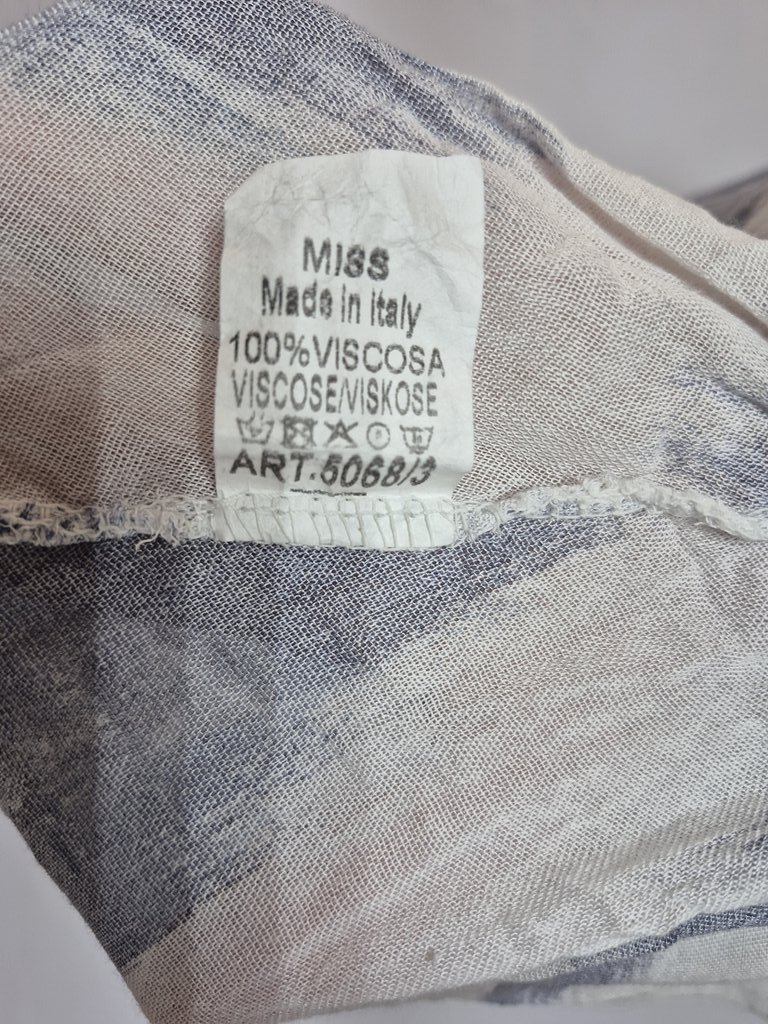 MISS
Made in Italy
100%VISCOSA
VISCOSE/VISKOSE
ART.5068/3